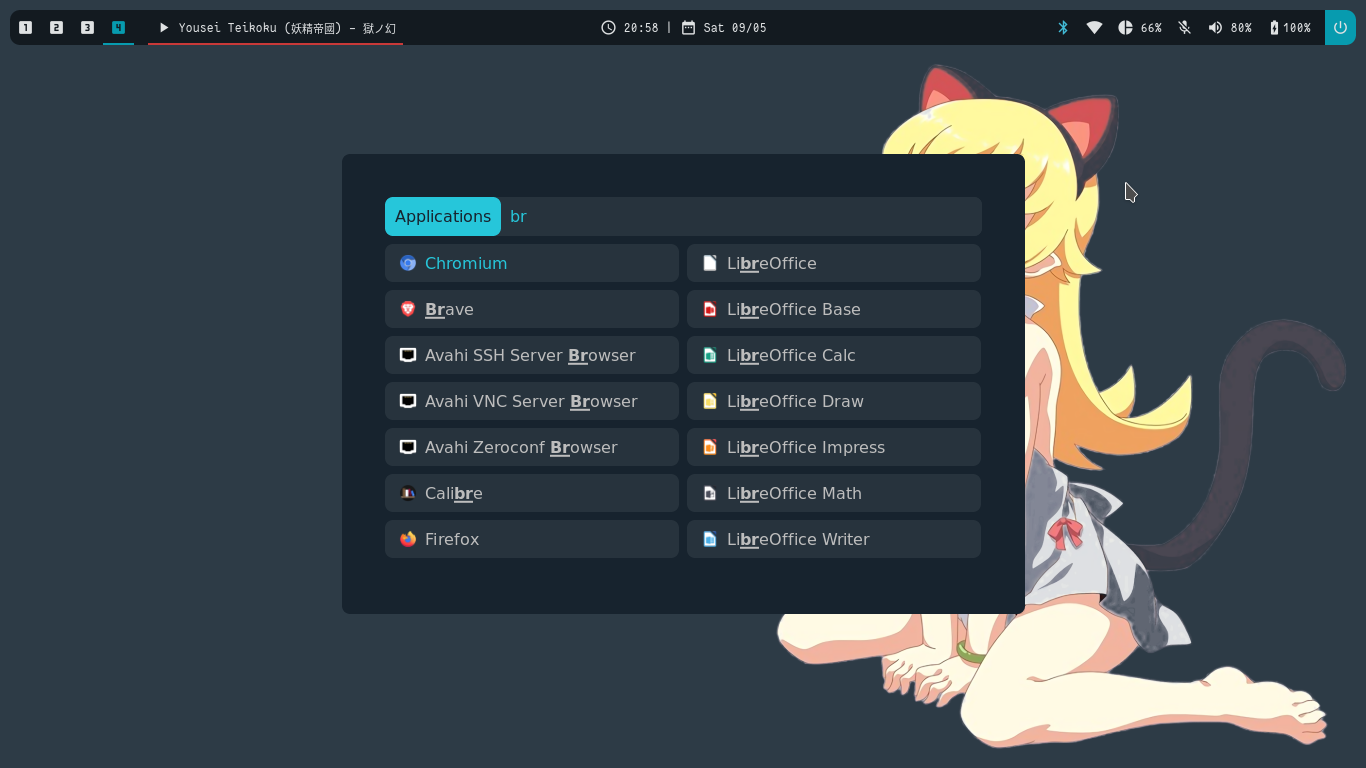 1 2 3 4 Yousei Teikoku (妖精帝國) – 獄ノ幻 20:58 | Sat 09/05 66% 80% 100%
Applications br
Chromium LibreOffice
Brave LibreOffice Base
Avahi SSH Server Browser LibreOffice Calc
Avahi VNC Server Browser LibreOffice Draw
Avahi Zeroconf Browser LibreOffice Impress
Calibre LibreOffice Math
Firefox LibreOffice Writer